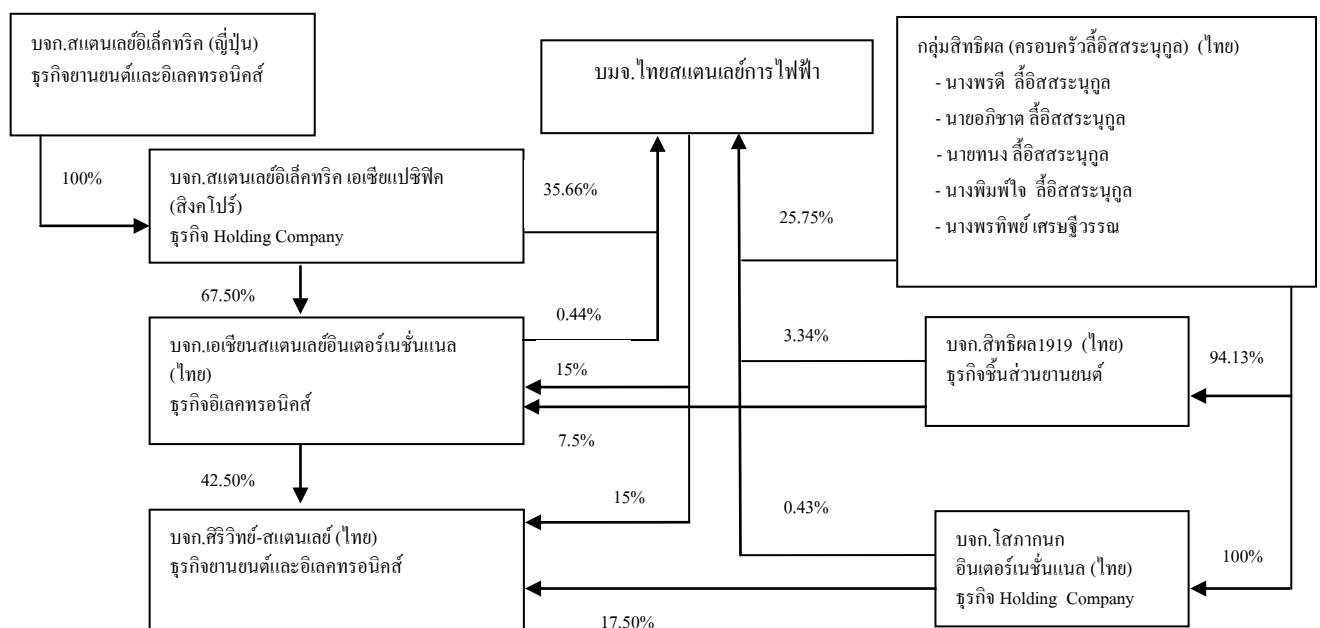 บจก.สแตนเลย์อิเล็คทริค (ญี่ปุ่น)
ธุรกิจยานยนต์และอิเลคทรอนิคส์
บมจ.ไทยสแตนเลย์การไฟฟ้า
กลุ่มสิทธิผล (ครอบครัวลี้อิสสระนุกูล) (ไทย)
- นางพรดี ลี้อิสสระนุกูล
- นายอภิชาต ลี้อิสสระนุกูล
- นายทนง ลี้อิสสระนุกูล
- นางพิมพ์ใจ ลี้อิสสระนุกูล
- นางพรทิพย์ เศรษฐีวรรณ
100%
บจก.สแตนเลย์อิเล็คทริค เอเซียแปซิฟิค
(สิงคโปร์)
ธุรกิจ Holding Company
35.66%
25.75%
67.50%
0.44%
3.34%
บจก.เอเชียนสแตนเลย์อินเตอร์เนชั่นแนล
(ไทย)
ธุรกิจอิเลคทรอนิคส์
15%
บจก.สิทธิผล1919 (ไทย)
ธุรกิจชิ้นส่วนยานยนต์
94.13%
7.5%
42.50%
15%
0.43%
บจก.ศิริวิทย์-สแตนเลย์ (ไทย)
ธุรกิจยานยนต์และอิเลคทรอนิคส์
บจก.โสภากนก
อินเตอร์เนชั่นแนล (ไทย)
ธุรกิจ Holding Company
100%
17.50%